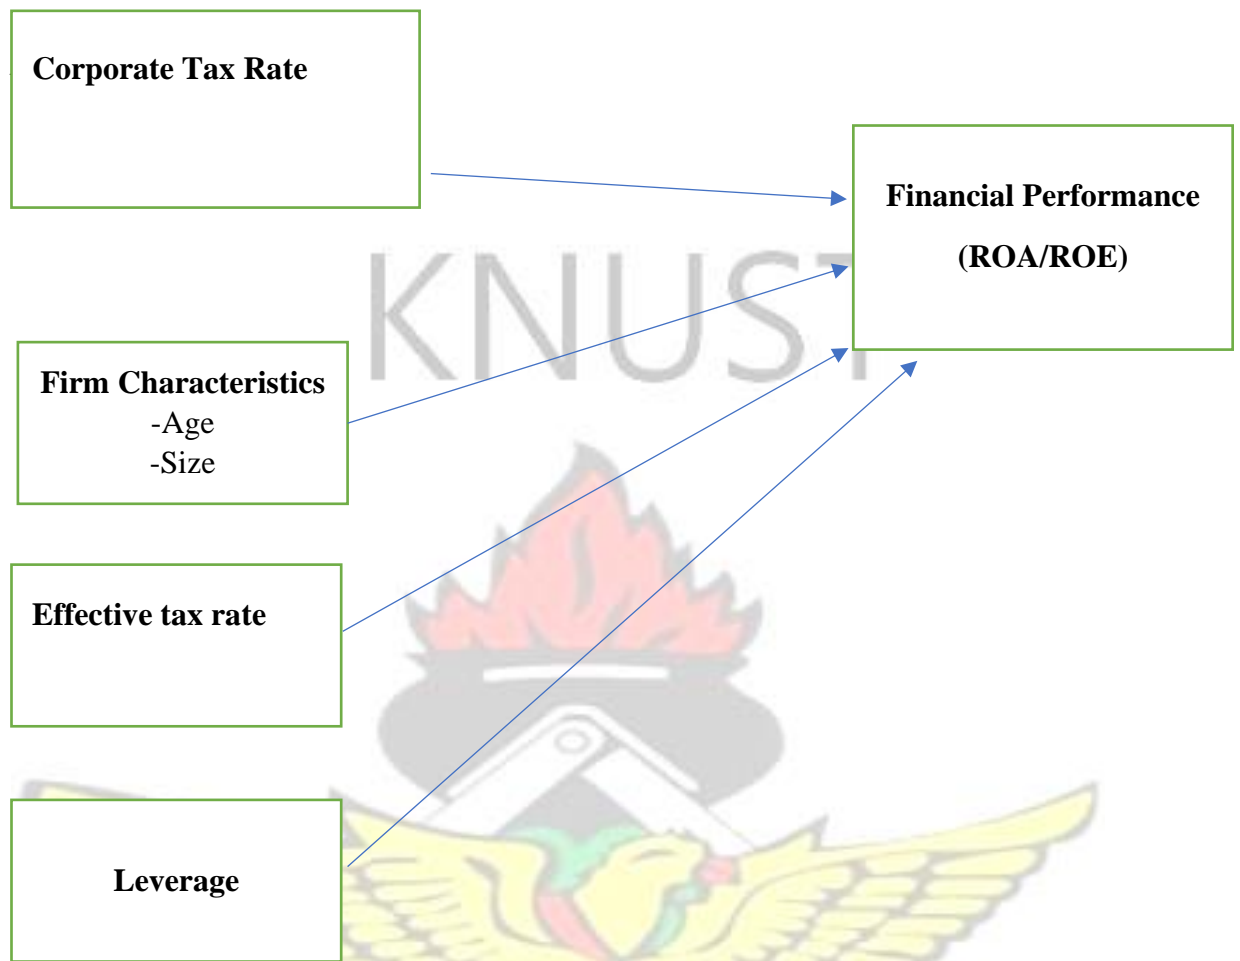 Corporate Tax Rate
Financial Performance
(ROA/ROE)
KNUST
Firm Characteristics
-Age
-Size
Effective tax rate
Leverage